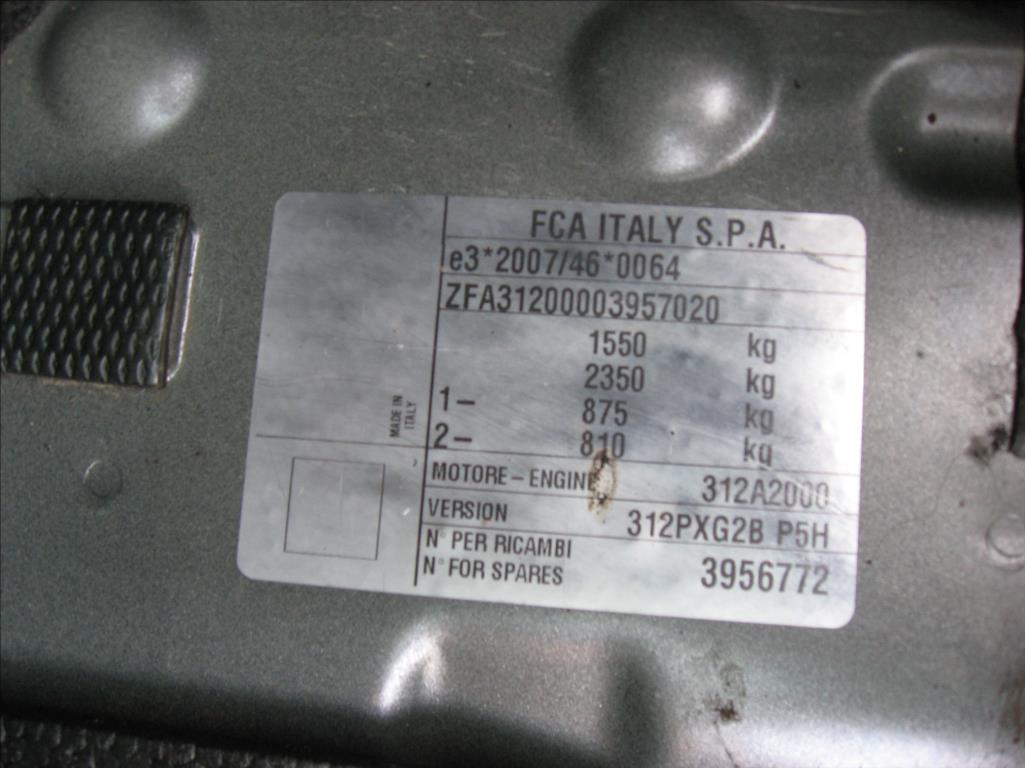 FCA ITALY S.P.A.
e3*2007/46*0064
ZFA31200003957020
1550 kg
2350 kg
1– 875 kg
2– 810 kg
MADE IN
ITALY
MOTORE – ENGINE 312A2000
VERSION 312PXG2B P5H
N° PER RICAMBI
N° FOR SPARES 3956772